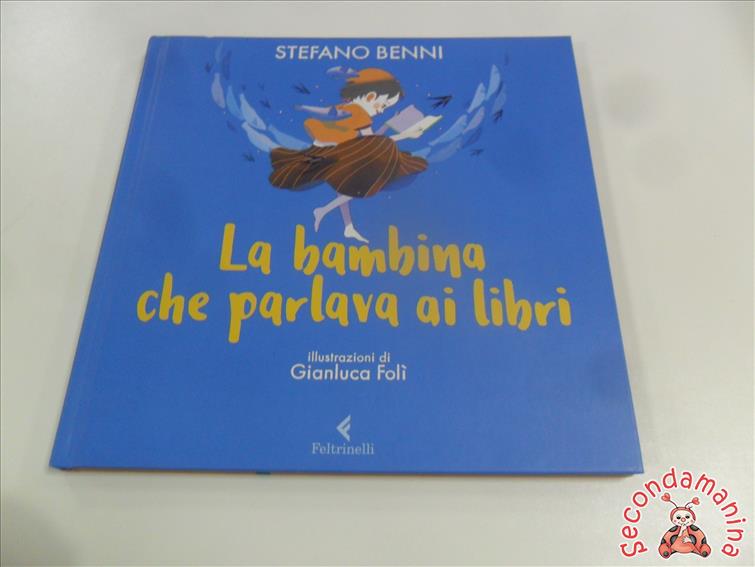 STEFANO BENNI
La bambina
che parlava ai libri
illustrazioni di
Gianluca Folì
Feltrinelli
Secondamanina